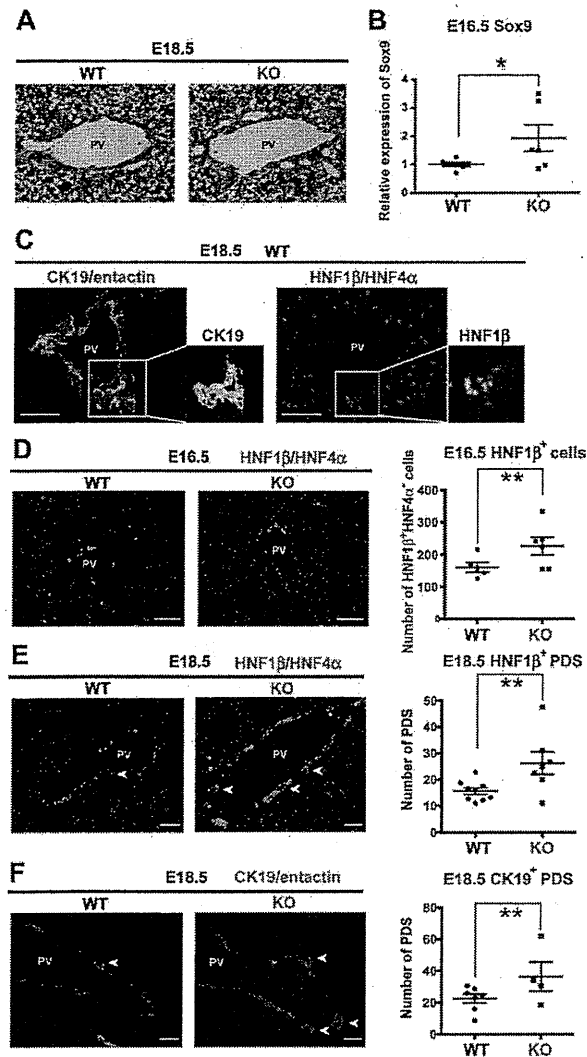 A
E18.5
WT KO
PV PV
B
E16.5 Sox9
*
Relative expression of Sox9
4
3
2
1
0
WT KO
C
E18.5 WT
CK19/entactin HNF1β/HNF4α
CK19 HNF1β
PV PV
D
E16.5 HNF1β/HNF4α
WT KO
PV PV
E16.5 HNF1β⁺ cells
**
Number of HNF1β⁺HNF4α⁻ cells
400
300
200
100
0
WT KO
E
E18.5 HNF1β/HNF4α
WT KO
PV PV
E18.5 HNF1β⁺ PDS
**
Number of PDS
50
40
30
20
10
0
WT KO
F
E18.5 CK19/entactin
WT KO
PV PV
E18.5 CK19⁺ PDS
**
Number of PDS
80
60
40
20
0
WT KO